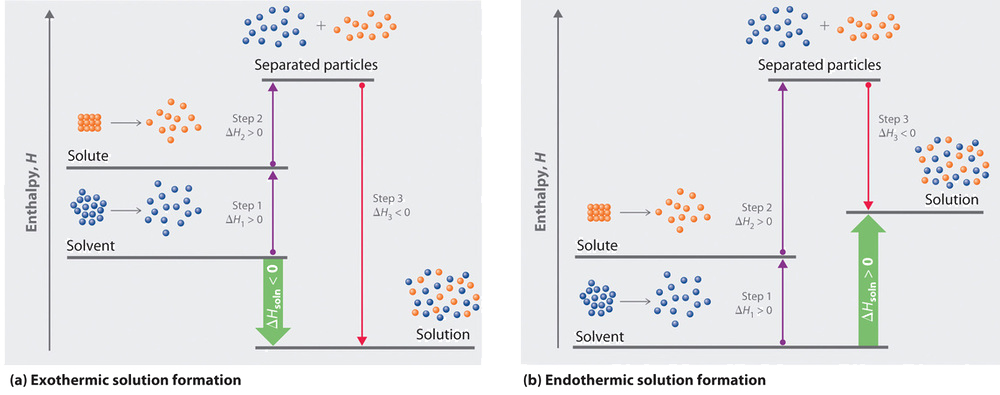 +
Separated particles
Step 2
ΔH₂ > 0
Solute
Step 1
ΔH₁ > 0
Step 3
ΔH₃ < 0
Solvent
ΔHsoln < 0
Solution
Enthalpy, H
(a) Exothermic solution formation
+
Separated particles
Step 3
ΔH₃ < 0
Solution
Step 2
ΔH₂ > 0
Solute
Step 1
ΔH₁ > 0
ΔHsoln > 0
Solvent
Enthalpy, H
(b) Endothermic solution formation